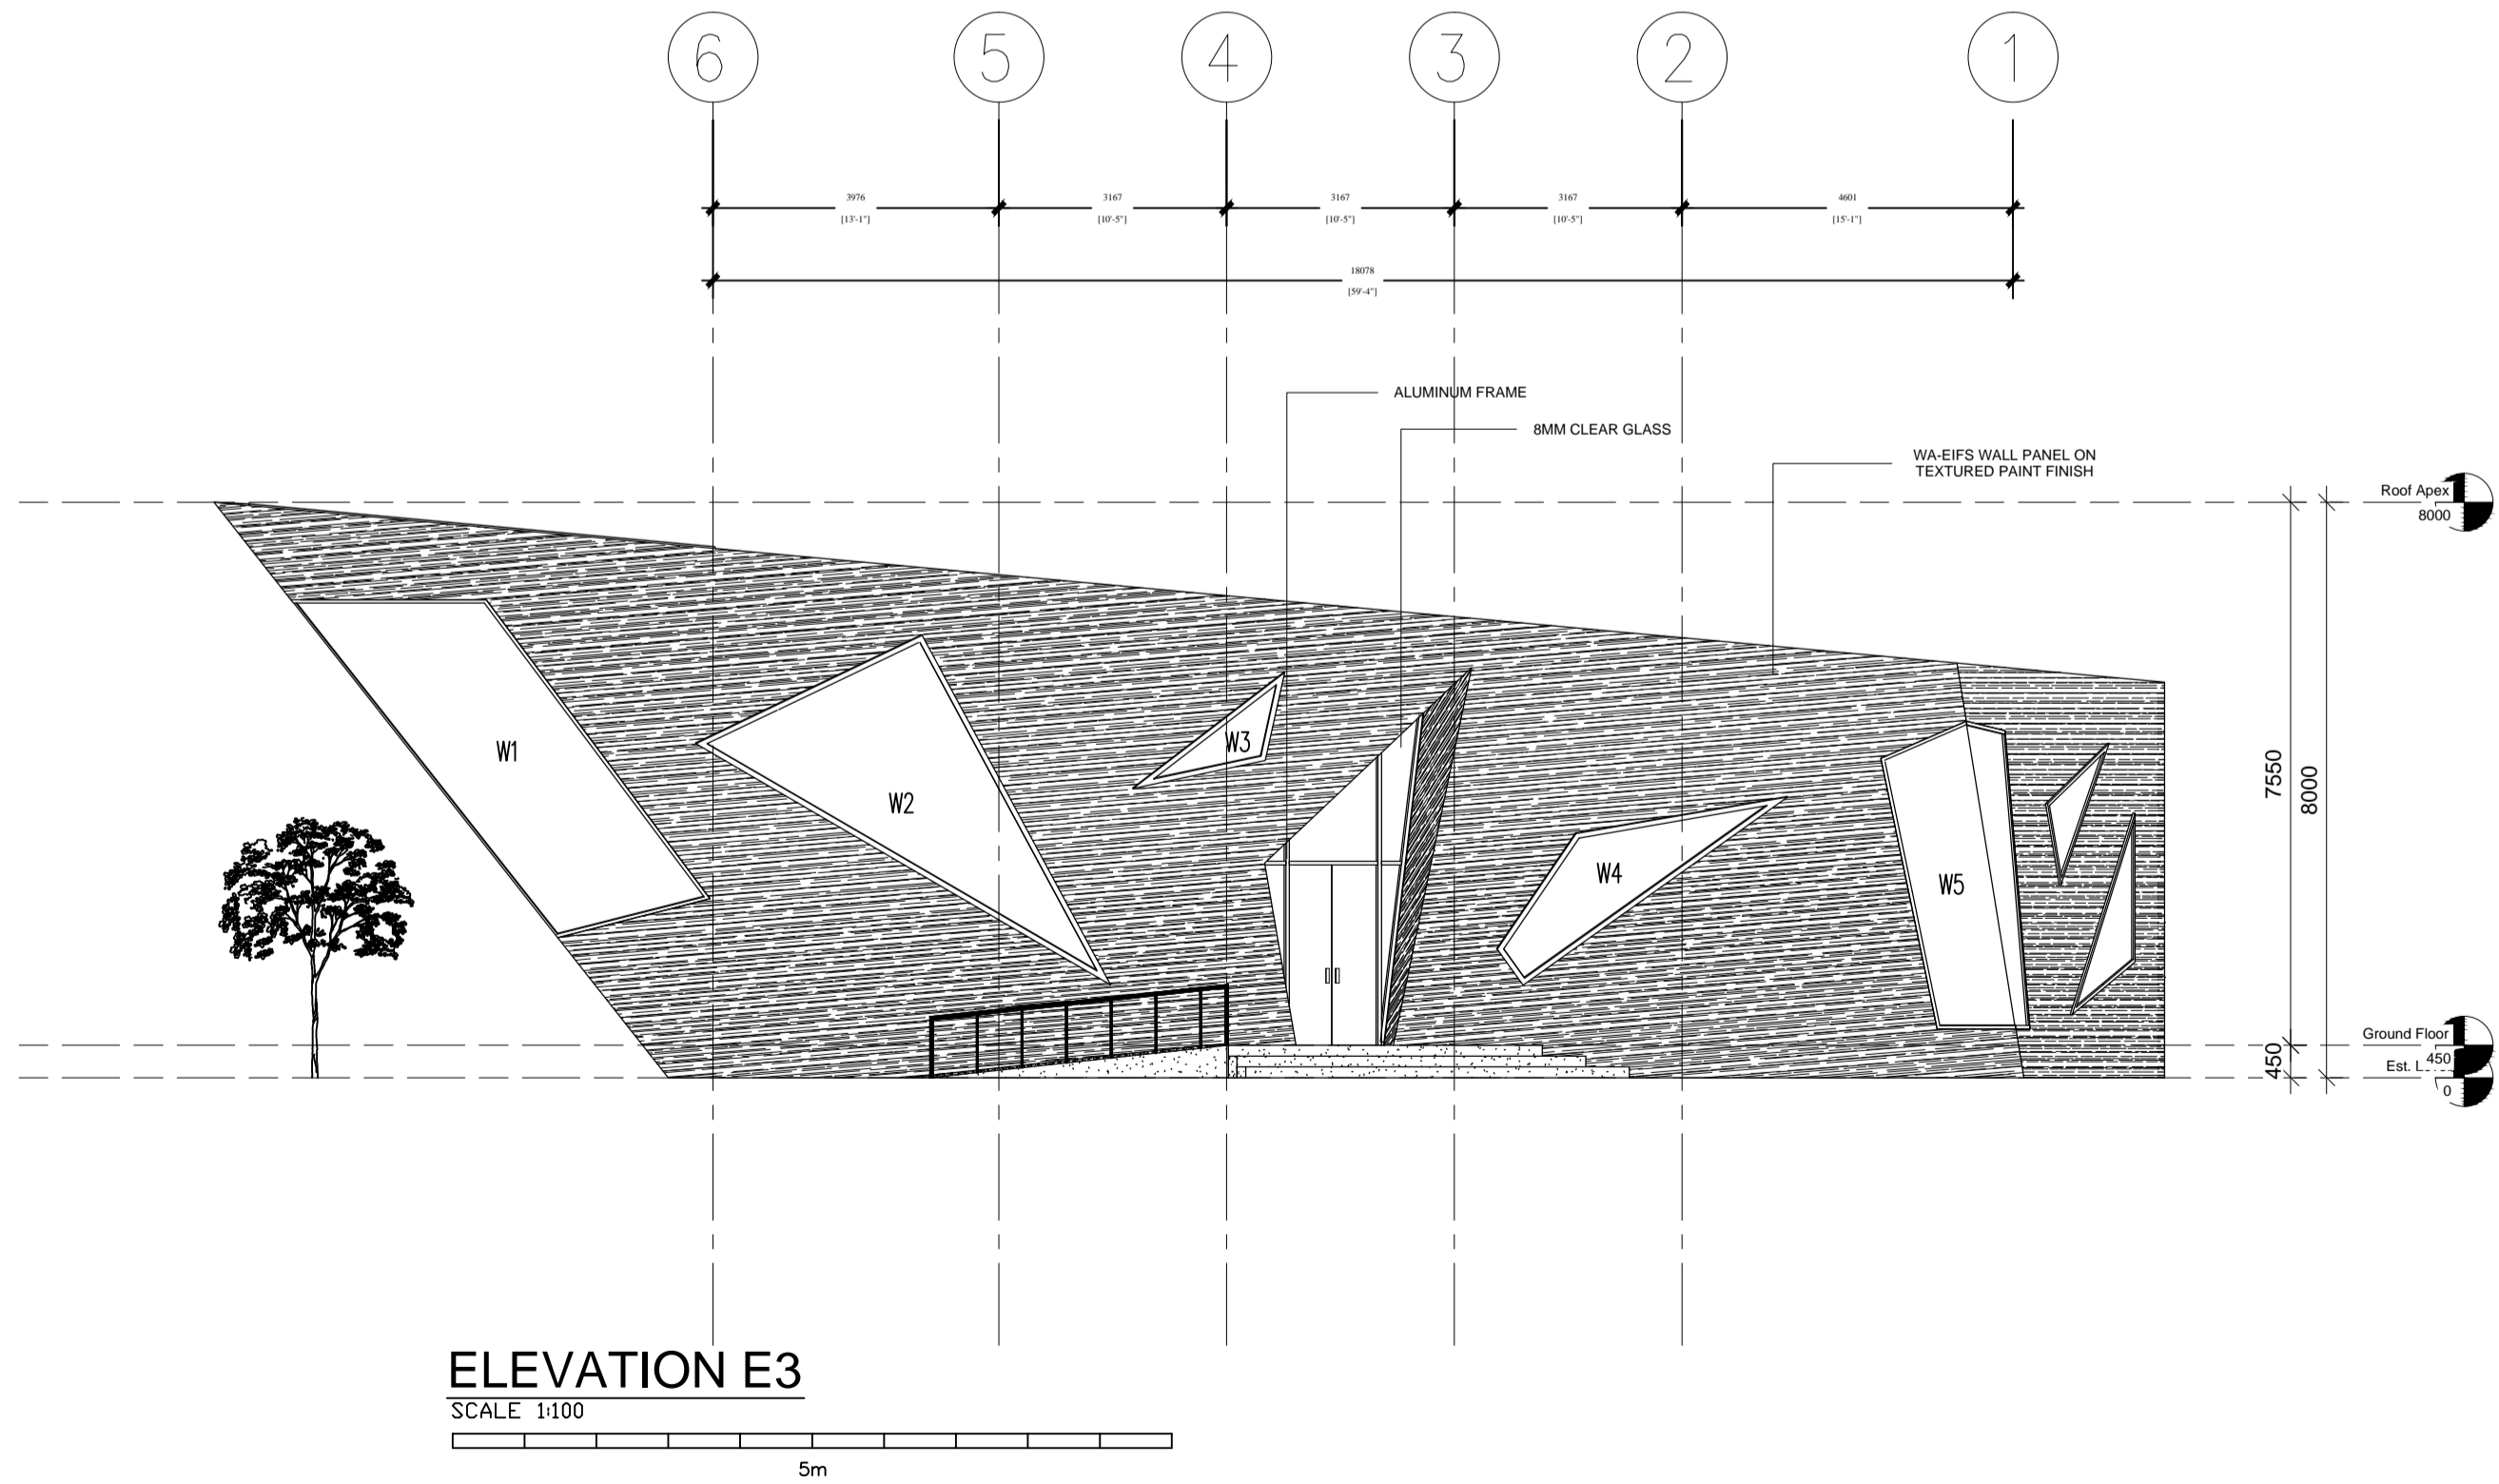 6 5 4 3 2 1
3976 3167 3167 3167 4601
[13'-1"] [10'-5"] [10'-5"] [10'-5"] [15'-1"]
18078
[59'-4"]
ALUMINUM FRAME
8MM CLEAR GLASS
WA-EIFS WALL PANEL ON
TEXTURED PAINT FINISH
Roof Apex
8000
W1
W2
W3
W4
W5
7550
8000
450
Ground Floor
450
Est. L
0
ELEVATION E3
SCALE 1:100
5m